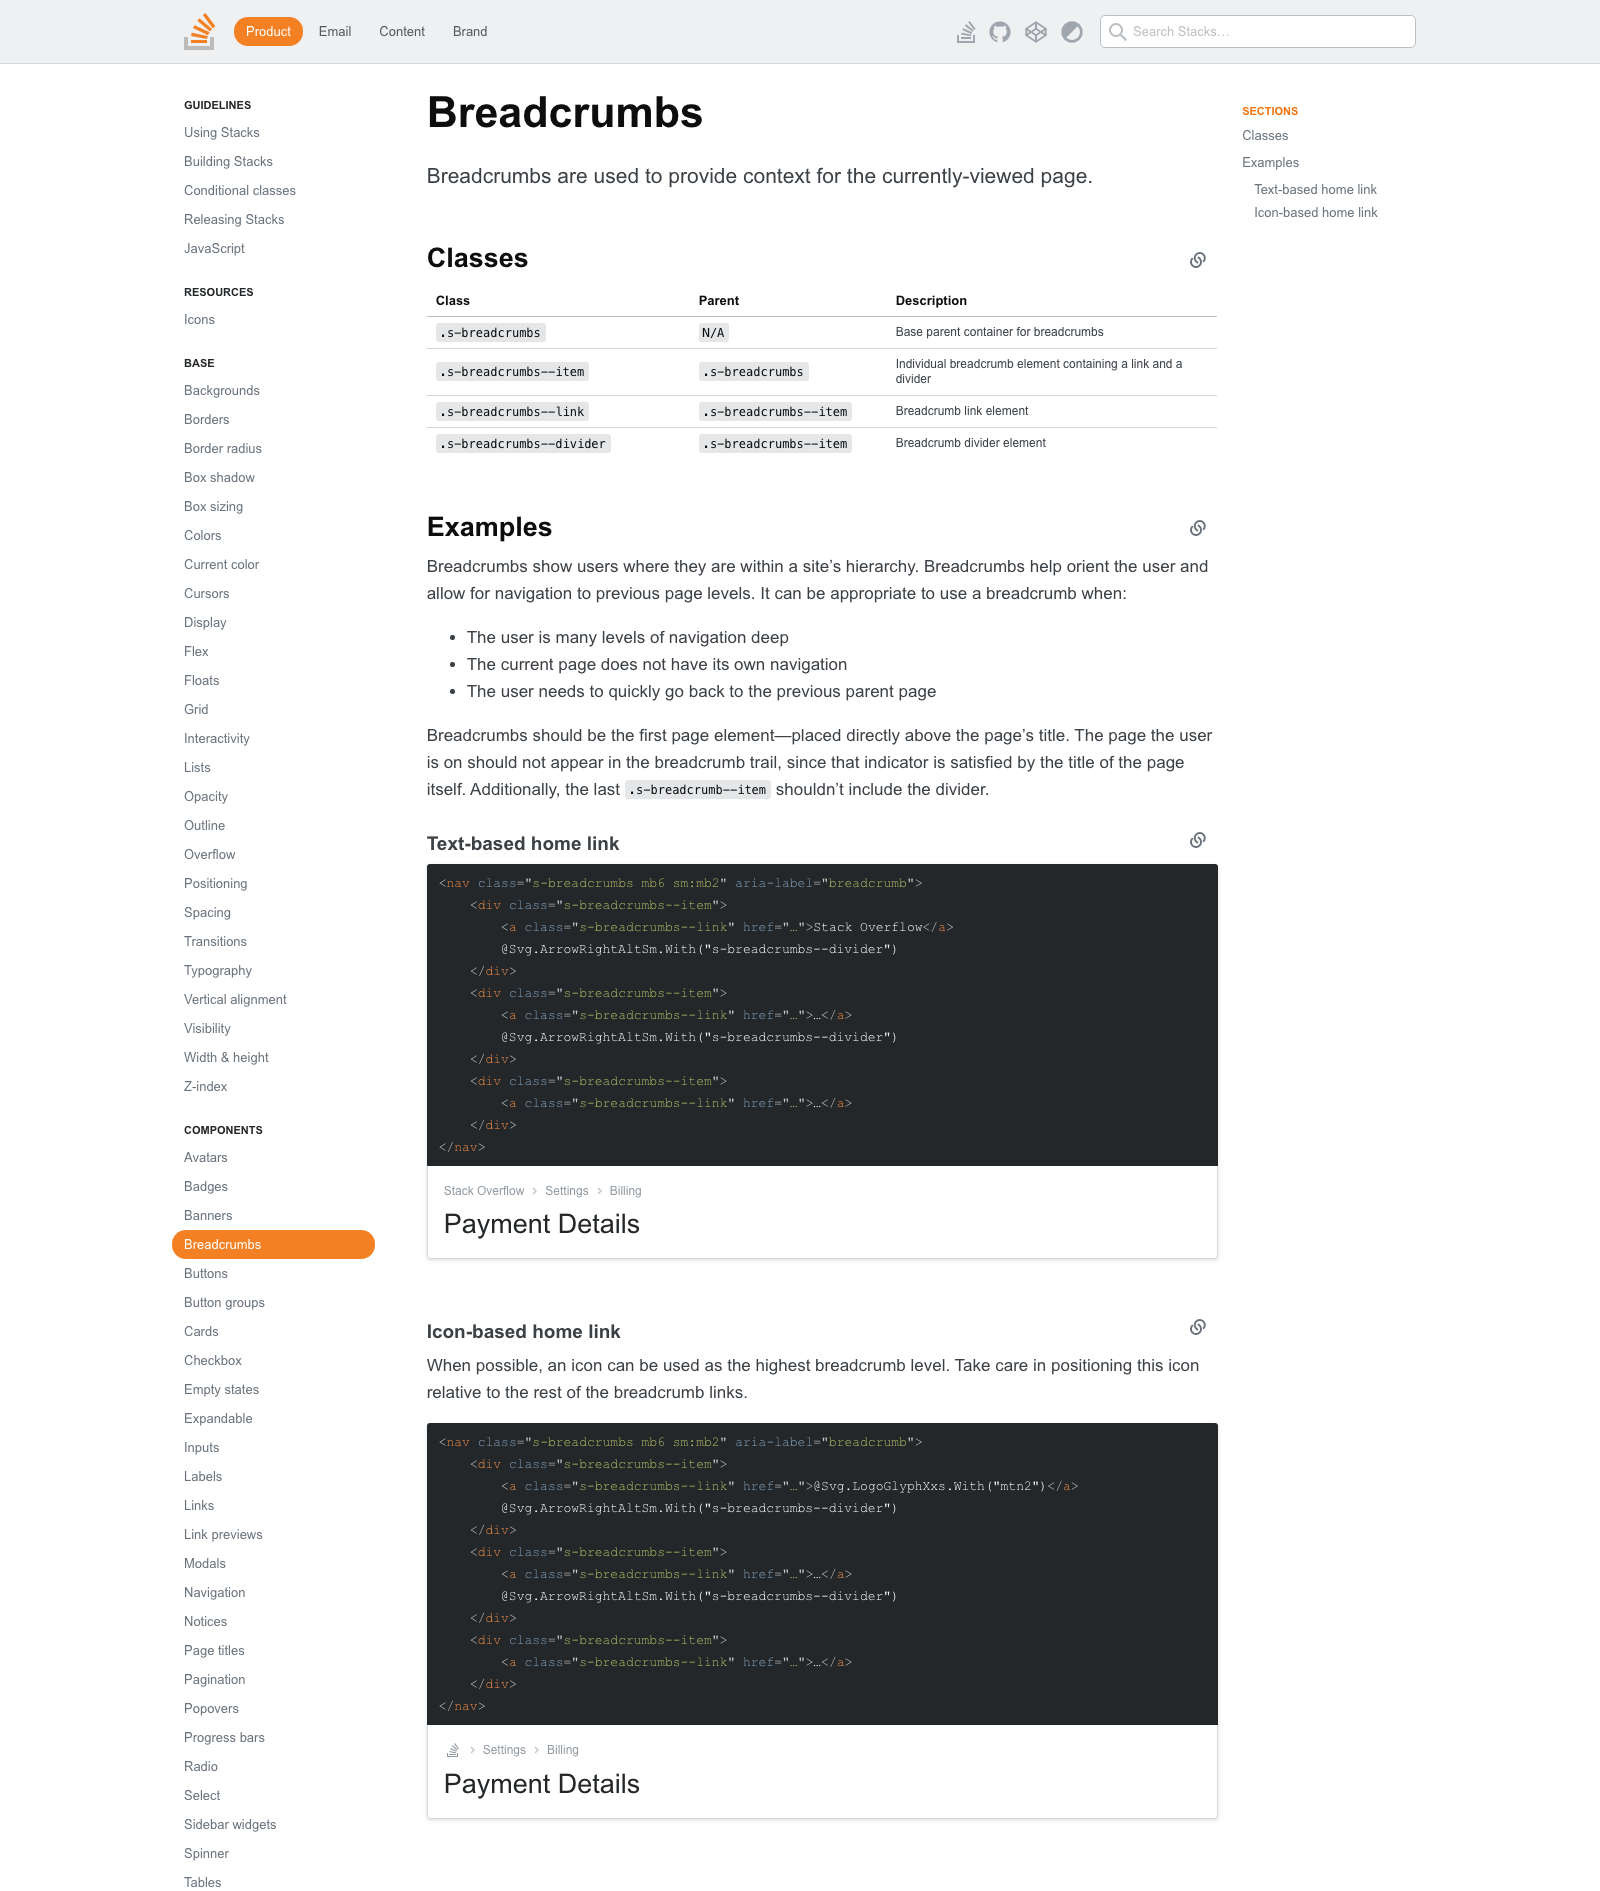 Product
Email
Content
Brand
Search Stacks…
GUIDELINES
Using Stacks
Building Stacks
Conditional classes
Releasing Stacks
JavaScript
RESOURCES
Icons
BASE
Backgrounds
Borders
Border radius
Box shadow
Box sizing
Colors
Current color
Cursors
Display
Flex
Floats
Grid
Interactivity
Lists
Opacity
Outline
Overflow
Positioning
Spacing
Transitions
Typography
Vertical alignment
Visibility
Width & height
Z-index
COMPONENTS
Avatars
Badges
Banners
Breadcrumbs
Buttons
Button groups
Cards
Checkbox
Empty states
Expandable
Inputs
Labels
Links
Link previews
Modals
Navigation
Notices
Page titles
Pagination
Popovers
Progress bars
Radio
Select
Sidebar widgets
Spinner
Tables
Breadcrumbs
Breadcrumbs are used to provide context for the currently-viewed page.
Classes
Class Parent Description
.s-breadcrumbs N/A Base parent container for breadcrumbs
.s-breadcrumbs--item .s-breadcrumbs Individual breadcrumb element containing a link and a
divider
.s-breadcrumbs--link .s-breadcrumbs--item Breadcrumb link element
.s-breadcrumbs--divider .s-breadcrumbs--item Breadcrumb divider element
Examples
Breadcrumbs show users where they are within a site’s hierarchy. Breadcrumbs help orient the user and
allow for navigation to previous page levels. It can be appropriate to use a breadcrumb when:
• The user is many levels of navigation deep
• The current page does not have its own navigation
• The user needs to quickly go back to the previous parent page
Breadcrumbs should be the first page element—placed directly above the page’s title. The page the user
is on should not appear in the breadcrumb trail, since that indicator is satisfied by the title of the page
itself. Additionally, the last .s-breadcrumb--item shouldn’t include the divider.
Text-based home link
<nav class="s-breadcrumbs mb6 sm:mb2" aria-label="breadcrumb">
    <div class="s-breadcrumbs--item">
        <a class="s-breadcrumbs--link" href="…">Stack Overflow</a>
        @Svg.ArrowRightAltSm.With("s-breadcrumbs--divider")
    </div>
    <div class="s-breadcrumbs--item">
        <a class="s-breadcrumbs--link" href="…">…</a>
        @Svg.ArrowRightAltSm.With("s-breadcrumbs--divider")
    </div>
    <div class="s-breadcrumbs--item">
        <a class="s-breadcrumbs--link" href="…">…</a>
    </div>
</nav>
Stack Overflow > Settings > Billing
Payment Details
Icon-based home link
When possible, an icon can be used as the highest breadcrumb level. Take care in positioning this icon
relative to the rest of the breadcrumb links.
<nav class="s-breadcrumbs mb6 sm:mb2" aria-label="breadcrumb">
    <div class="s-breadcrumbs--item">
        <a class="s-breadcrumbs--link" href="…">@Svg.LogoGlyphXxs.With("mtn2")</a>
        @Svg.ArrowRightAltSm.With("s-breadcrumbs--divider")
    </div>
    <div class="s-breadcrumbs--item">
        <a class="s-breadcrumbs--link" href="…">…</a>
        @Svg.ArrowRightAltSm.With("s-breadcrumbs--divider")
    </div>
    <div class="s-breadcrumbs--item">
        <a class="s-breadcrumbs--link" href="…">…</a>
    </div>
</nav>
> Settings > Billing
Payment Details
SECTIONS
Classes
Examples
Text-based home link
Icon-based home link